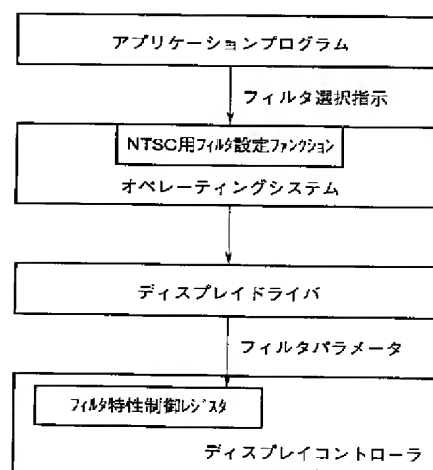 アプリケーションプログラム
フィルタ選択指示
NTSC用フィルタ設定ファンクション
オペレーティングシステム
ディスプレイドライバ
フィルタパラメータ
フィルタ特性制御レジスタ
ディスプレイコントローラ